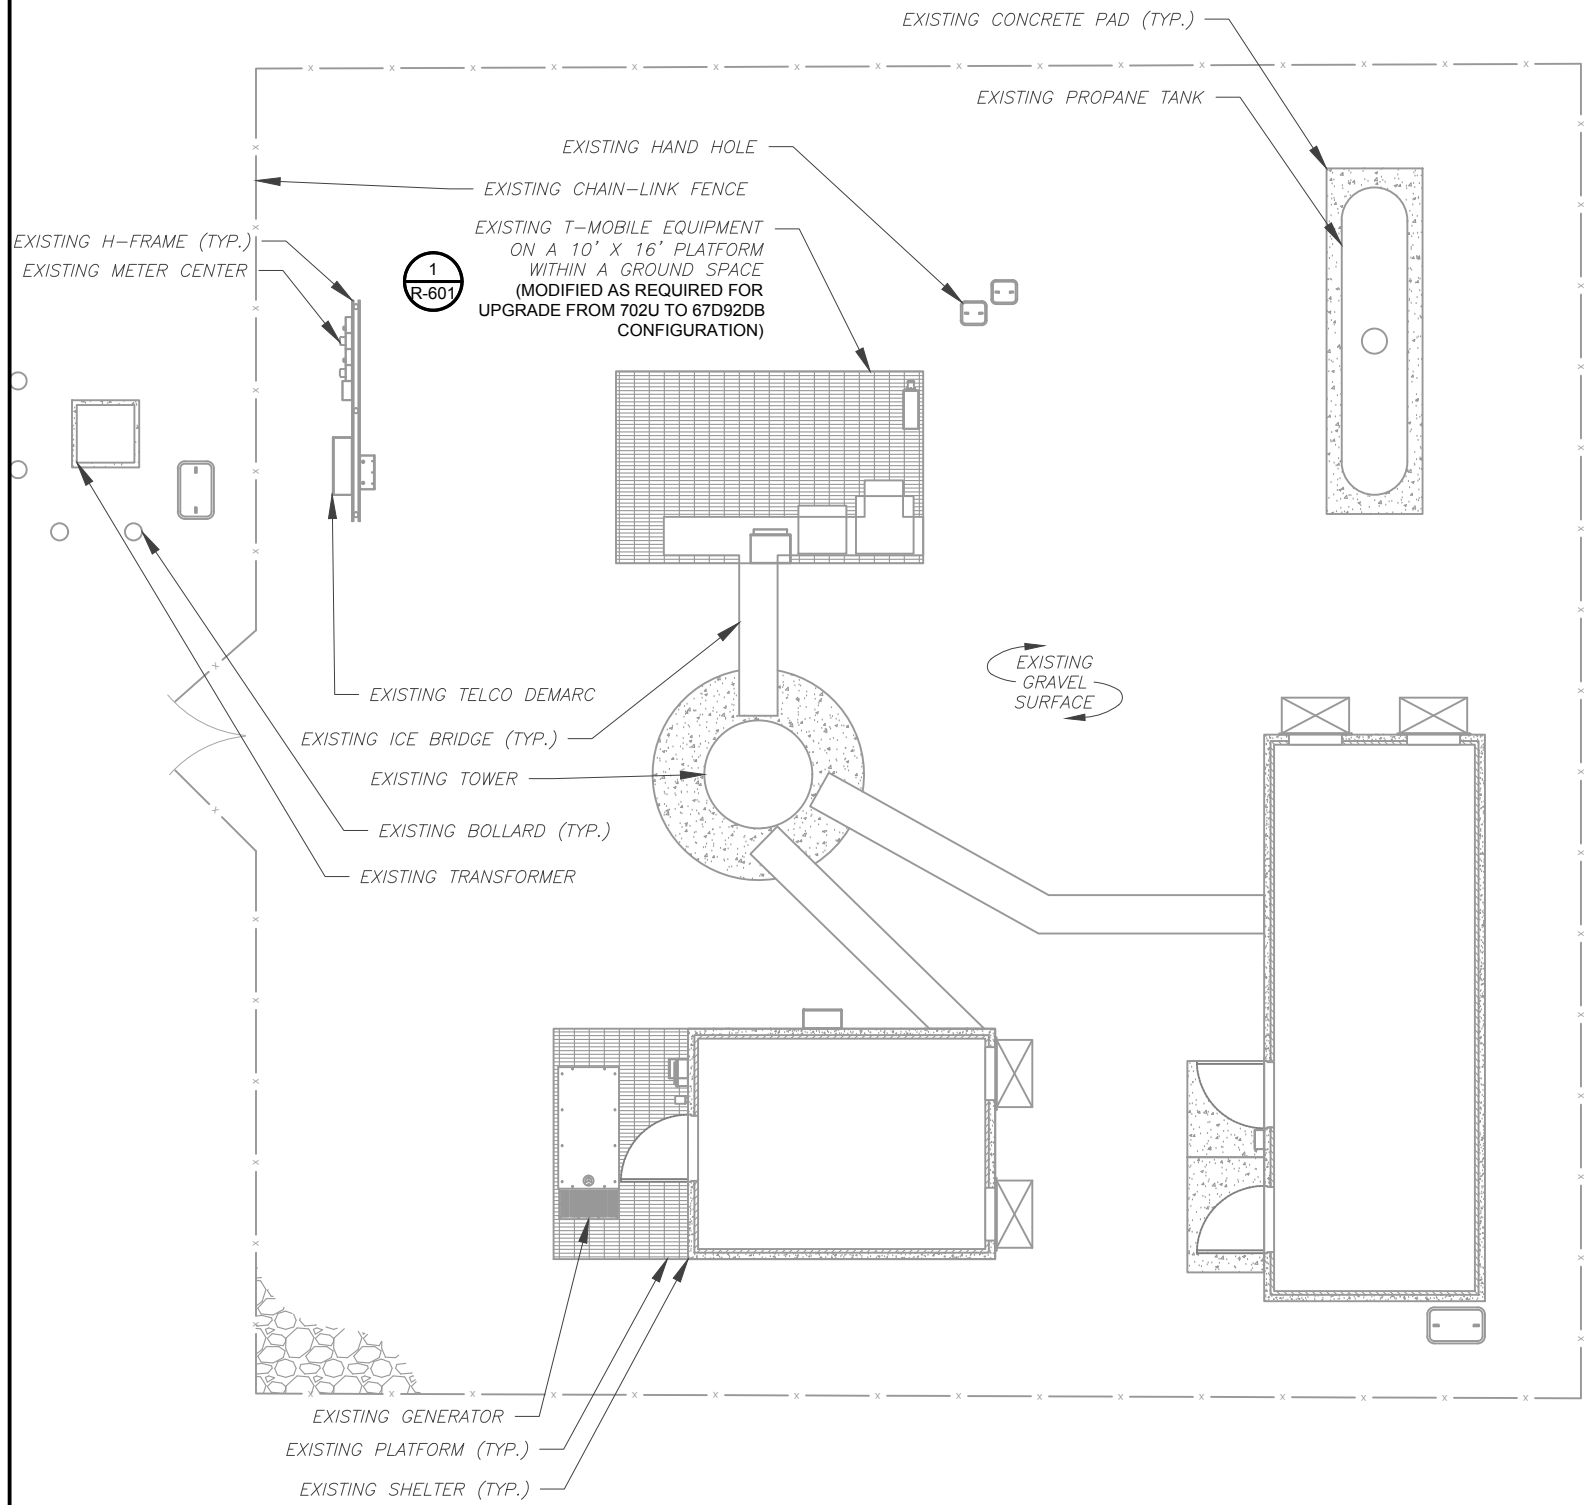 EXISTING CONCRETE PAD (TYP.)
EXISTING PROPANE TANK
EXISTING HAND HOLE
EXISTING CHAIN-LINK FENCE
EXISTING T-MOBILE EQUIPMENT
ON A 10' X 16' PLATFORM
WITHIN A GROUND SPACE
(MODIFIED AS REQUIRED FOR
UPGRADE FROM 702U TO 67D92DB
CONFIGURATION)
EXISTING H-FRAME (TYP.)
EXISTING METER CENTER
1
R-601
EXISTING
GRAVEL
SURFACE
EXISTING TELCO DEMARC
EXISTING ICE BRIDGE (TYP.)
EXISTING TOWER
EXISTING BOLLARD (TYP.)
EXISTING TRANSFORMER
EXISTING GENERATOR
EXISTING PLATFORM (TYP.)
EXISTING SHELTER (TYP.)